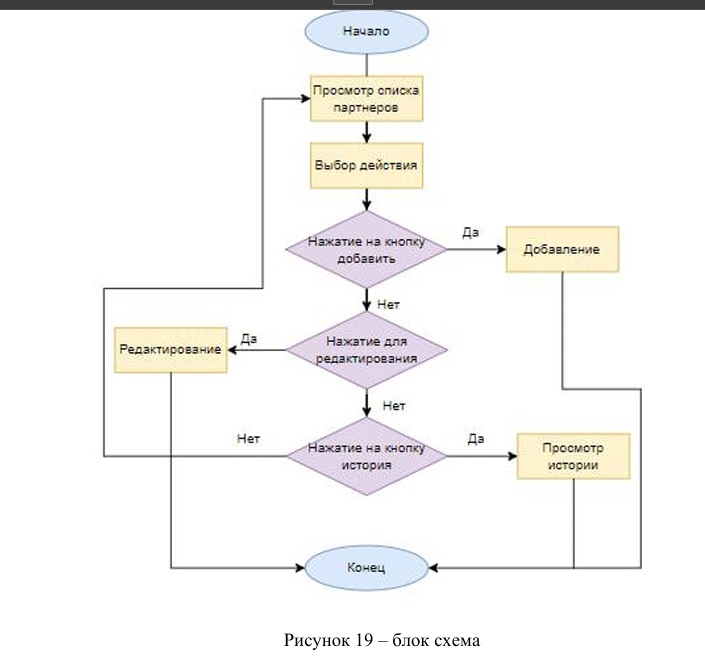 Начало
Просмотр списка
партнеров
Выбор действия
Нажатие на кнопку
добавить
Да
Добавление
Нет
Нажатие для
редактирования
Да
Редактирование
Нет
Нажатие на кнопку
история
Нет
Да
Просмотр
истории
Конец
Рисунок 19 – блок схема